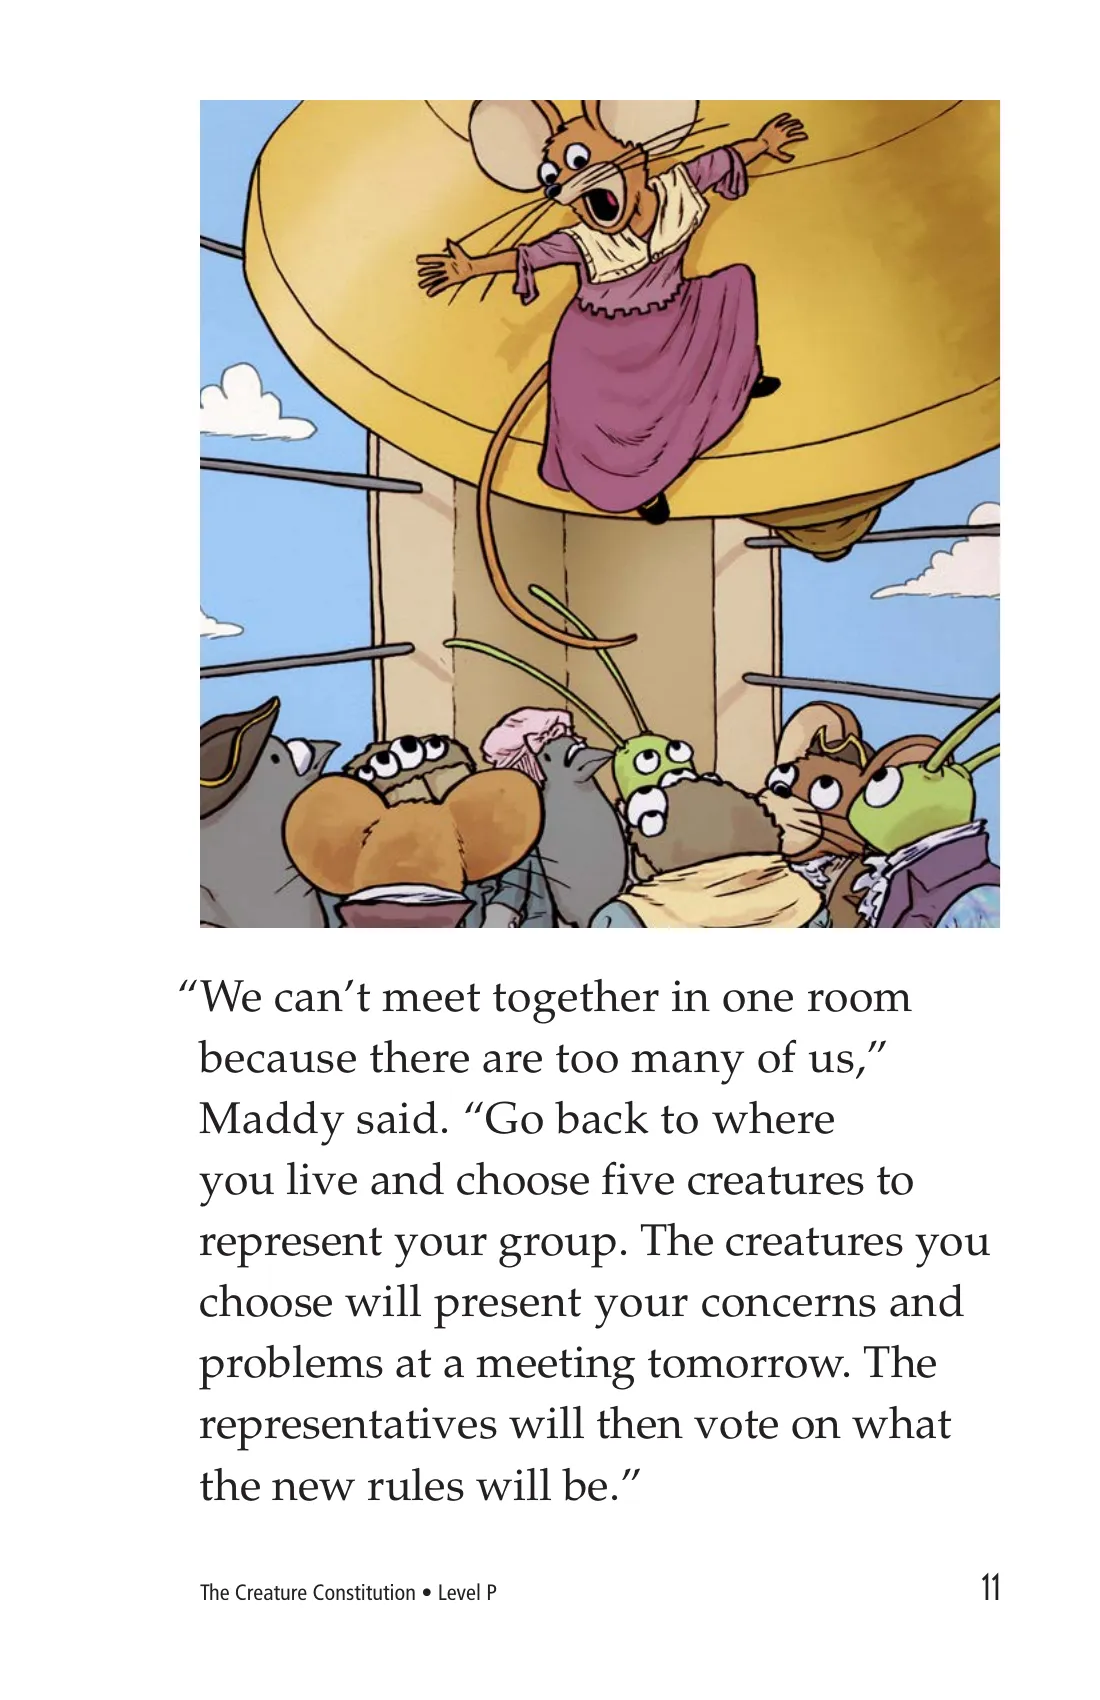 “We can’t meet together in one room
because there are too many of us,”
Maddy said. “Go back to where
you live and choose five creatures to
represent your group. The creatures you
choose will present your concerns and
problems at a meeting tomorrow. The
representatives will then vote on what
the new rules will be.”
The Creature Constitution • Level P
11